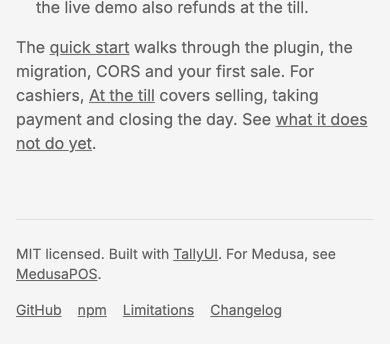 the live demo also refunds at the till.
The quick start walks through the plugin, the
migration, CORS and your first sale. For
cashiers, At the till covers selling, taking
payment and closing the day. See what it does
not do yet.
MIT licensed. Built with TallyUI. For Medusa, see
MedusaPOS.
GitHub npm Limitations Changelog